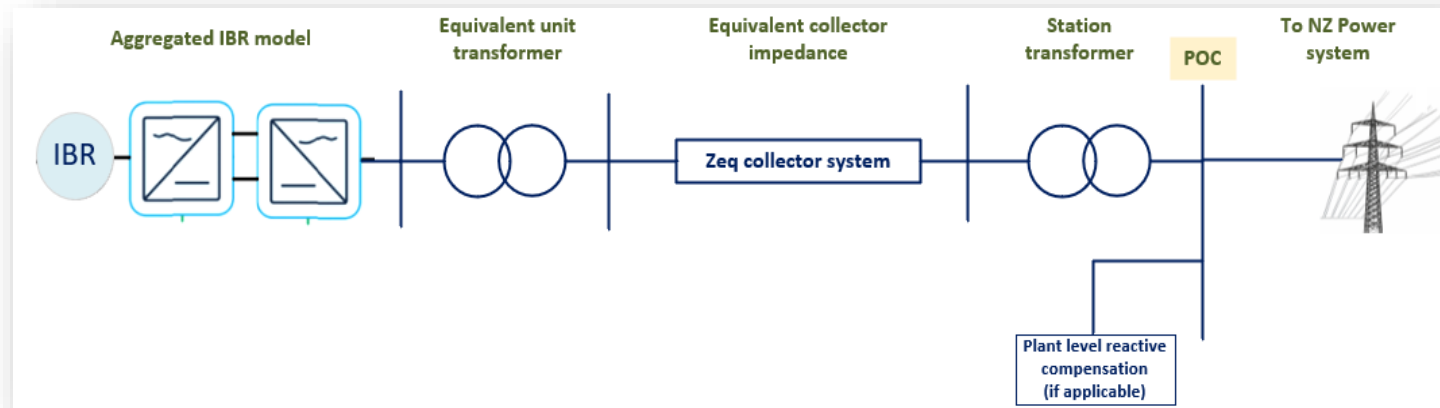 Aggregated IBR model
Equivalent unit
transformer
Equivalent collector
impedance
Station
transformer
POC
To NZ Power
system
IBR
Zeq collector system
Plant level reactive
compensation
(if applicable)